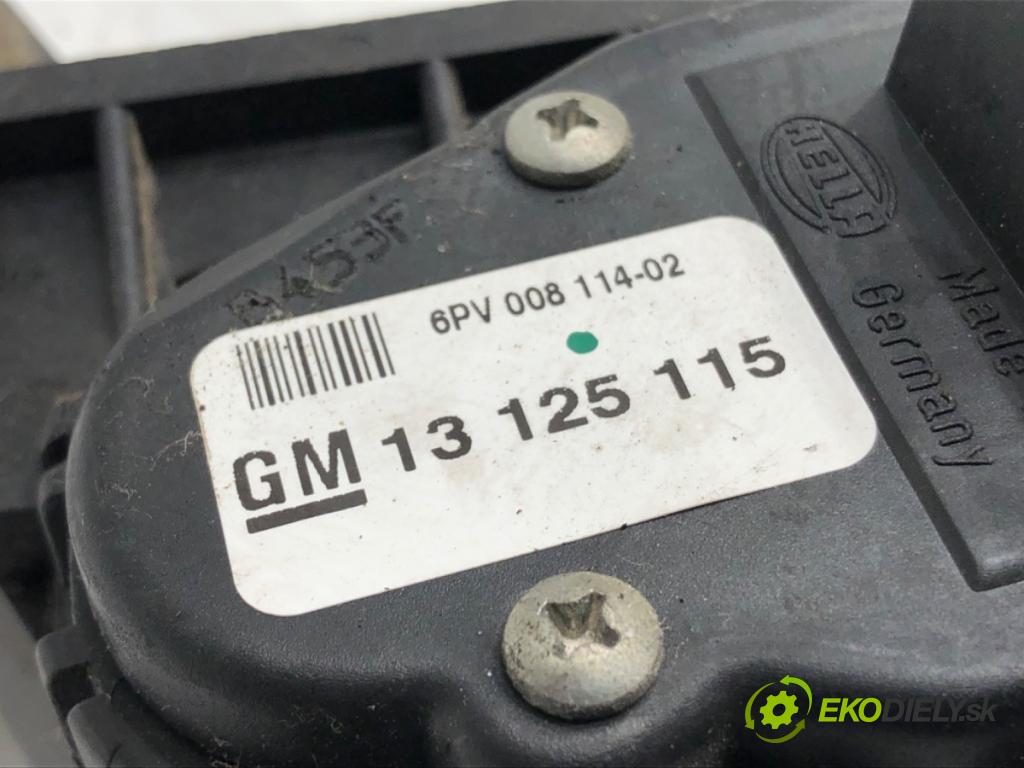 HELLA
Made
Germany
6PV 008 114-02
GM 13 125 115
EKODIELY.sk